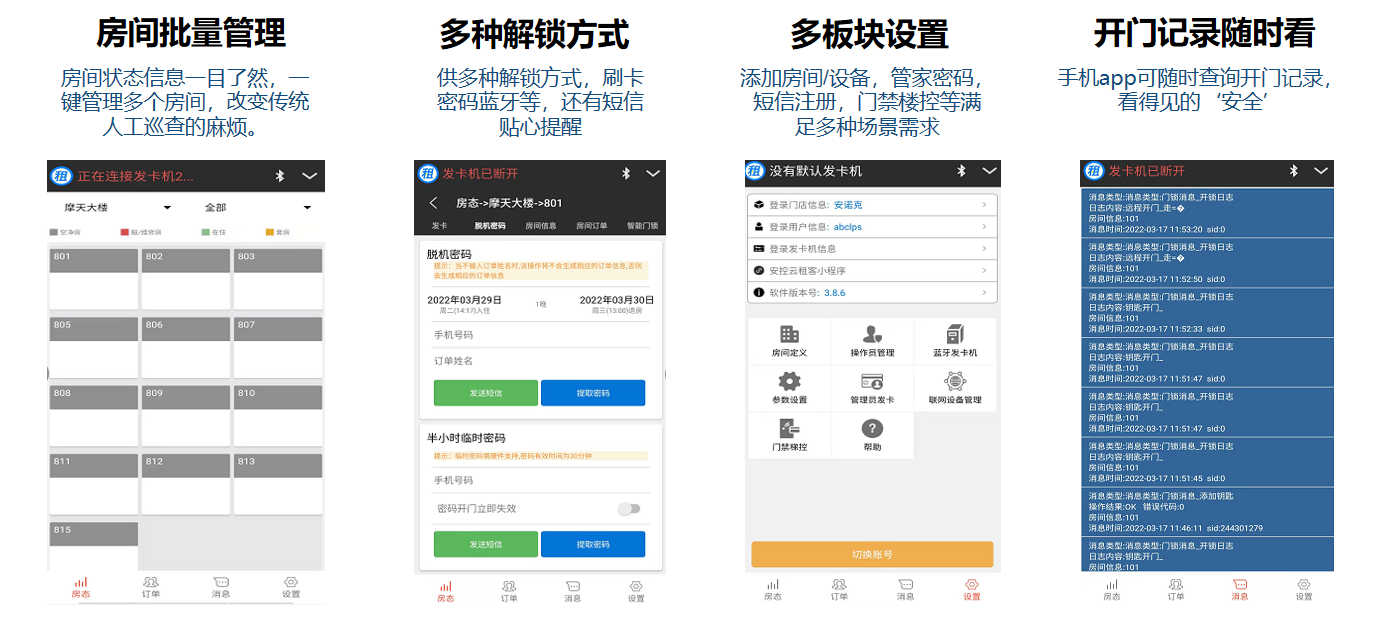 房间批量管理
房间状态信息一目了然，一
键管理多个房间，改变传统
人工巡查的麻烦。
租 正在连接发卡机2...
摩天大楼 全部
空净房 脏/维修房 在住 套房
801 802 803
805 806 807
808 809 810
811 812 813
815
房态 订单 消息 设置
多种解锁方式
供多种解锁方式，刷卡
密码蓝牙等，还有短信
贴心提醒
租 发卡机已断开
房态->摩天大楼->801
发卡 脱机密码 房间信息 房间订单 智能门锁
脱机密码
提示：当不输入订单姓名时,该操作将不会生成相应的订单信息,否则
会生成相应的订单信息
2022年03月29日 1晚 2022年03月30日
周二(14:17)入住 周三(13:00)退房
手机号码
订单姓名
发送短信 提取密码
半小时临时密码
提示：临时密码需硬件支持,密码有效时间为30分钟
手机号码
密码开门立即失效
发送短信 提取密码
房态 订单 消息 设置
多板块设置
添加房间/设备，管家密码，
短信注册，门禁楼控等满
足多种场景需求
租 没有默认发卡机
登录门店信息: 安诺克
登录用户信息: abclps
登录发卡机信息
安控云租客小程序
软件版本号: 3.8.6
房间定义 操作员管理 蓝牙发卡机
参数设置 管理员发卡 联网设备管理
门禁梯控 帮助
切换账号
房态 订单 消息 设置
开门记录随时看
手机app可随时查询开门记录，
看得见的‘安全’
租 发卡机已断开
消息类型:消息类型:门锁消息_开锁日志
日志内容:远程开门_走=�
房间信息:101
消息时间:2022-03-17 11:53:20 sid:0
消息类型:消息类型:门锁消息_开锁日志
日志内容:远程开门_走=�
房间信息:101
消息时间:2022-03-17 11:52:50 sid:0
消息类型:消息类型:门锁消息_开锁日志
日志内容:钥匙开门_
房间信息:101
消息时间:2022-03-17 11:52:33 sid:0
消息类型:消息类型:门锁消息_开锁日志
日志内容:钥匙开门_
房间信息:101
消息时间:2022-03-17 11:51:47 sid:0
消息类型:消息类型:门锁消息_开锁日志
日志内容:钥匙开门_
房间信息:101
消息时间:2022-03-17 11:51:47 sid:0
消息类型:消息类型:门锁消息_开锁日志
日志内容:钥匙开门_
房间信息:101
消息时间:2022-03-17 11:51:45 sid:0
消息类型:消息类型:门锁消息_添加钥匙
操作结果:OK 错误代码:0
房间信息:101
消息时间:2022-03-17 11:46:11 sid:244301279
消息类型:消息类型:门锁消息_开锁日志
日志内容:钥匙开门_
房间信息:101
房态 订单 消息 设置